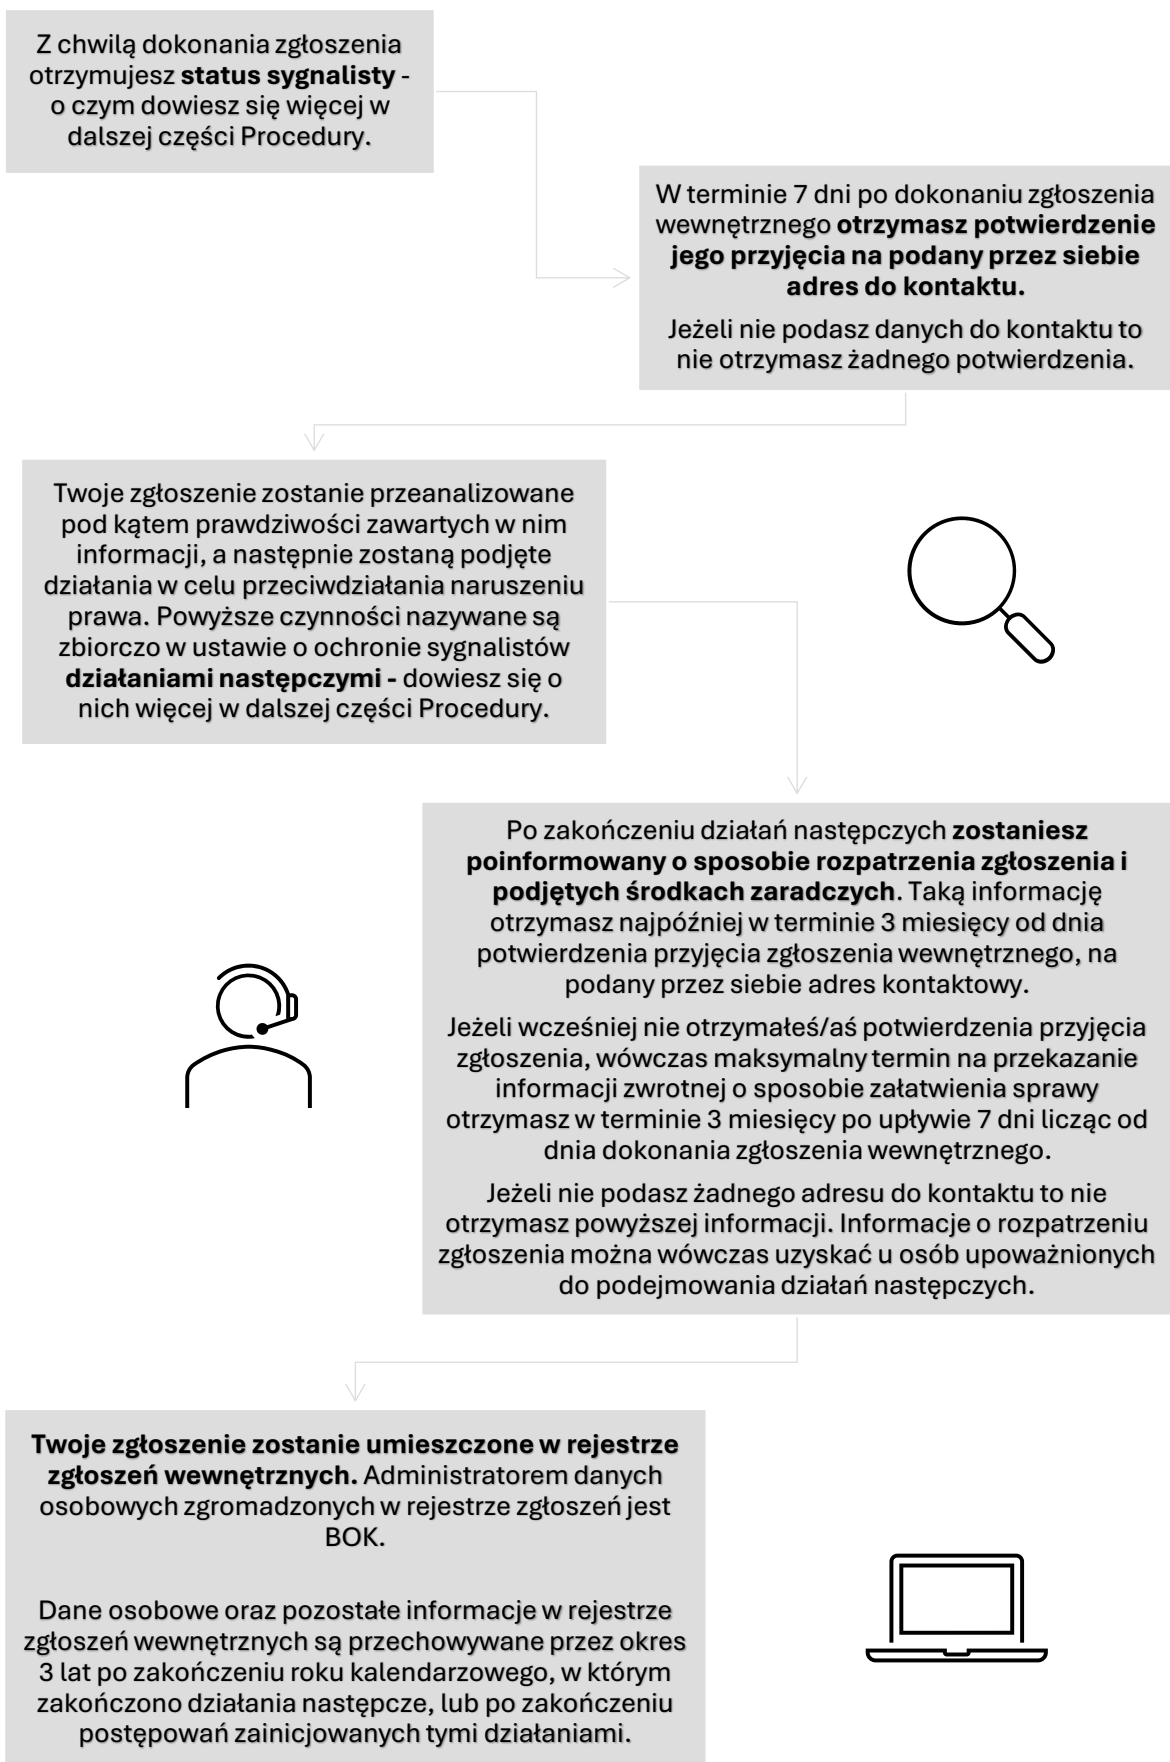 Z chwilą dokonania zgłoszenia
otrzymujesz status sygnalisty -
o czym dowiesz się więcej w
dalszej części Procedury.
W terminie 7 dni po dokonaniu zgłoszenia
wewnętrznego otrzymasz potwierdzenie
jego przyjęcia na podany przez siebie
adres do kontaktu.
Jeżeli nie podasz danych do kontaktu to
nie otrzymasz żadnego potwierdzenia.
Twoje zgłoszenie zostanie przeanalizowane
pod kątem prawdziwości zawartych w nim
informacji, a następnie zostaną podjęte
działania w celu przeciwdziałania naruszeniu
prawa. Powyższe czynności nazywane są
zbiorczo w ustawie o ochronie sygnalistów
działaniami następczymi - dowiesz się o
nich więcej w dalszej części Procedury.
Po zakończeniu działań następczych zostaniesz
poinformowany o sposobie rozpatrzenia zgłoszenia i
podjętych środkach zaradczych. Taką informację
otrzymasz najpóźniej w terminie 3 miesięcy od dnia
potwierdzenia przyjęcia zgłoszenia wewnętrznego, na
podany przez siebie adres kontaktowy.
Jeżeli wcześniej nie otrzymałeś/aś potwierdzenia przyjęcia
zgłoszenia, wówczas maksymalny termin na przekazanie
informacji zwrotnej o sposobie załatwienia sprawy
otrzymasz w terminie 3 miesięcy po upływie 7 dni licząc od
dnia dokonania zgłoszenia wewnętrznego.
Jeżeli nie podasz żadnego adresu do kontaktu to nie
otrzymasz powyższej informacji. Informacje o rozpatrzeniu
zgłoszenia można wówczas uzyskać u osób upoważnionych
do podejmowania działań następczych.
Twoje zgłoszenie zostanie umieszczone w rejestrze
zgłoszeń wewnętrznych. Administratorem danych
osobowych zgromadzonych w rejestrze zgłoszeń jest
BOK.
Dane osobowe oraz pozostałe informacje w rejestrze
zgłoszeń wewnętrznych są przechowywane przez okres
3 lat po zakończeniu roku kalendarzowego, w którym
zakończono działania następcze, lub po zakończeniu
postępowań zainicjowanych tymi działaniami.